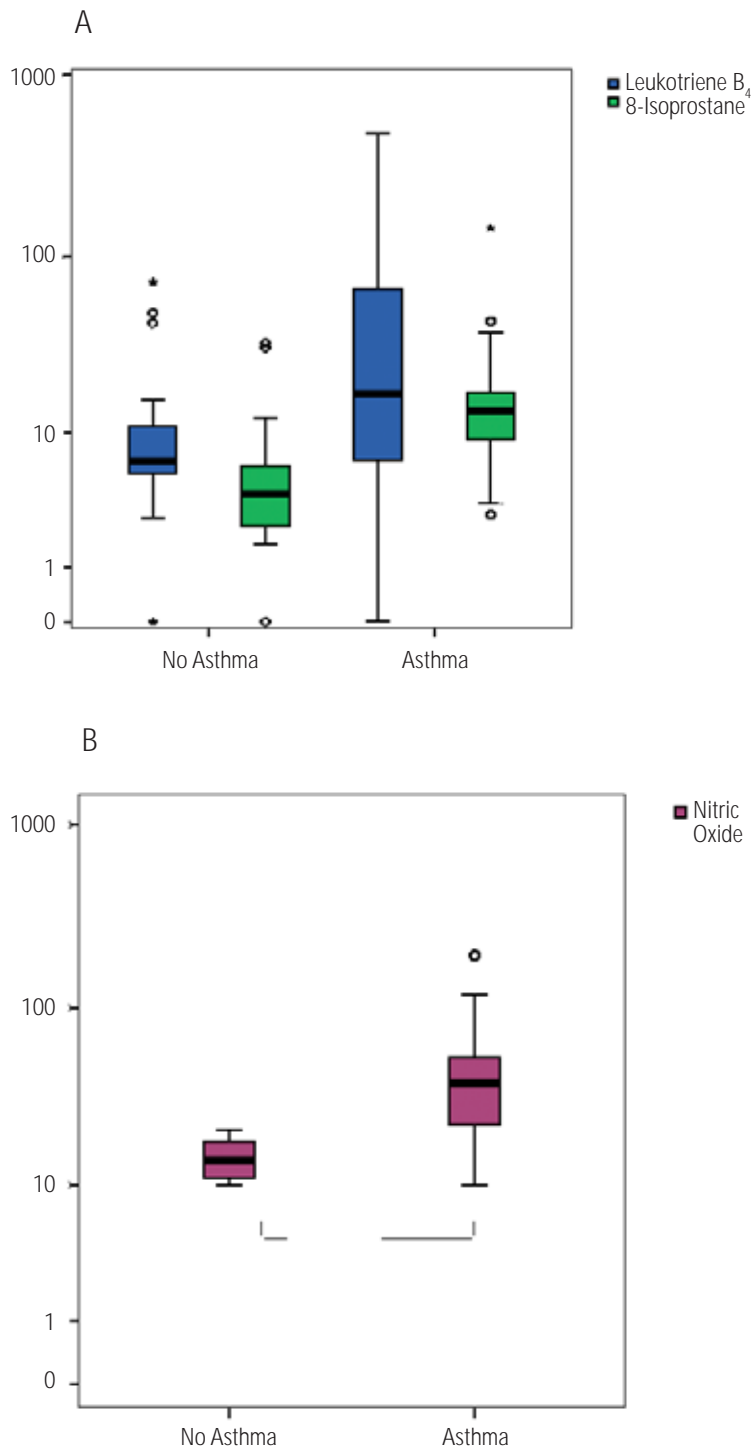 A
1000
100
10
1
0
No Asthma Asthma
Leukotriene B4
8-Isoprostane
B
1000
100
10
1
0
No Asthma Asthma
Nitric
Oxide